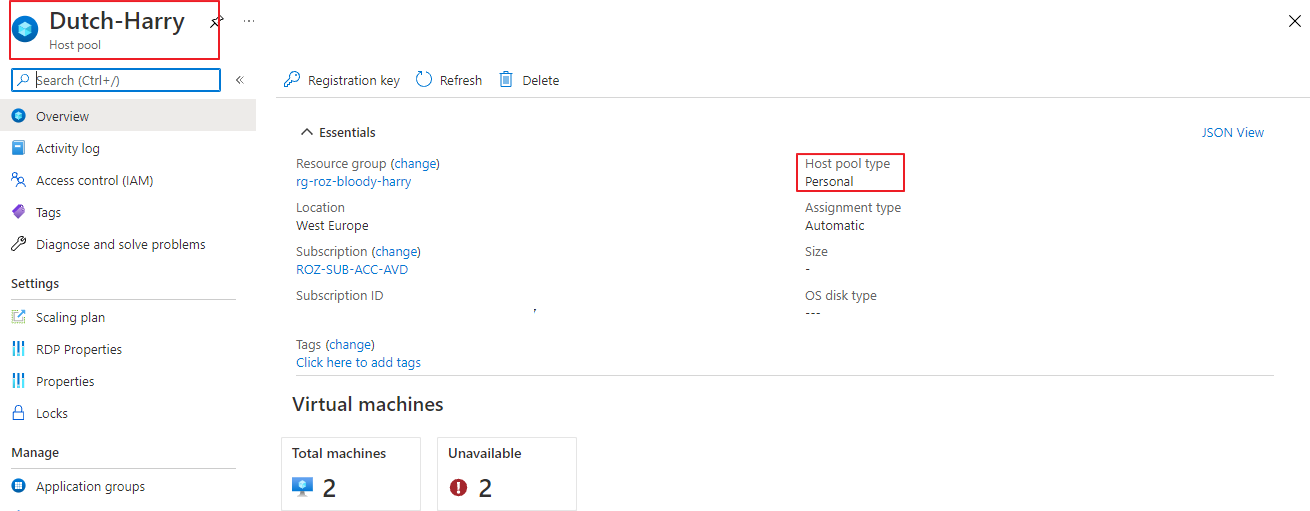 Dutch-Harry
Host pool
Search (Ctrl+/)
Overview
Activity log
Access control (IAM)
Tags
Diagnose and solve problems
Settings
Scaling plan
RDP Properties
Properties
Locks
Manage
Application groups
Registration key
Refresh
Delete
Essentials
JSON View
Resource group (change)
rg-roz-bloody-harry
Location
West Europe
Subscription (change)
ROZ-SUB-ACC-AVD
Subscription ID
Tags (change)
Click here to add tags
Host pool type
Personal
Assignment type
Automatic
Size
-
OS disk type
---
Virtual machines
Total machines
2
Unavailable
2